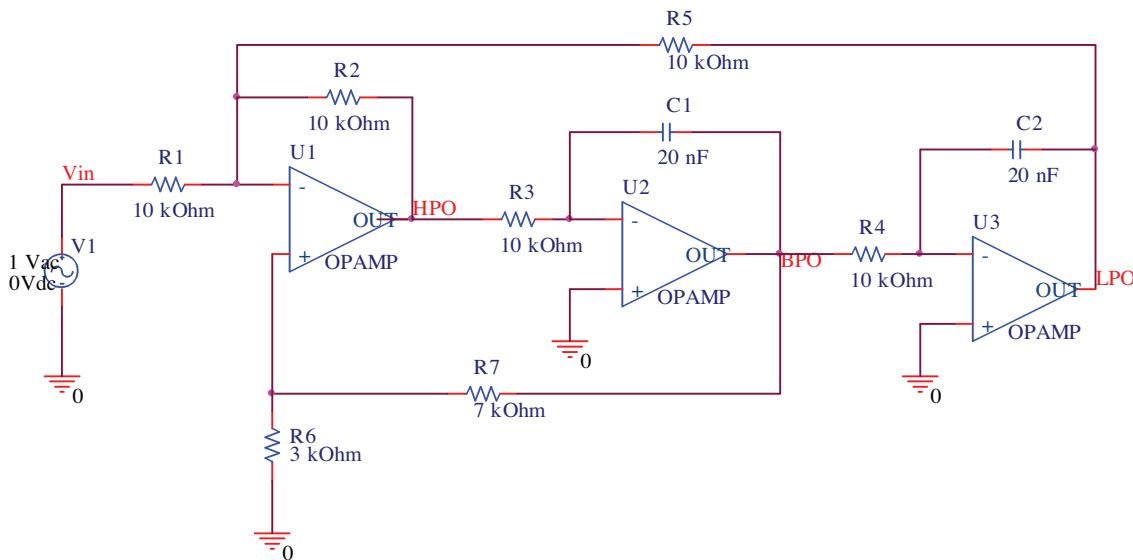 R5
10 kOhm
R2
10 kOhm
C1
20 nF
C2
20 nF
U1
Vin
R1
10 kOhm
-
+
OUT
HPO
OPAMP
R3
10 kOhm
U2
-
+
OUT
BPO
OPAMP
R4
10 kOhm
U3
-
+
OUT
LPO
OPAMP
V1
1 Vac
0Vdc
+
-
0
0
0
R7
7 kOhm
R6
3 kOhm
0